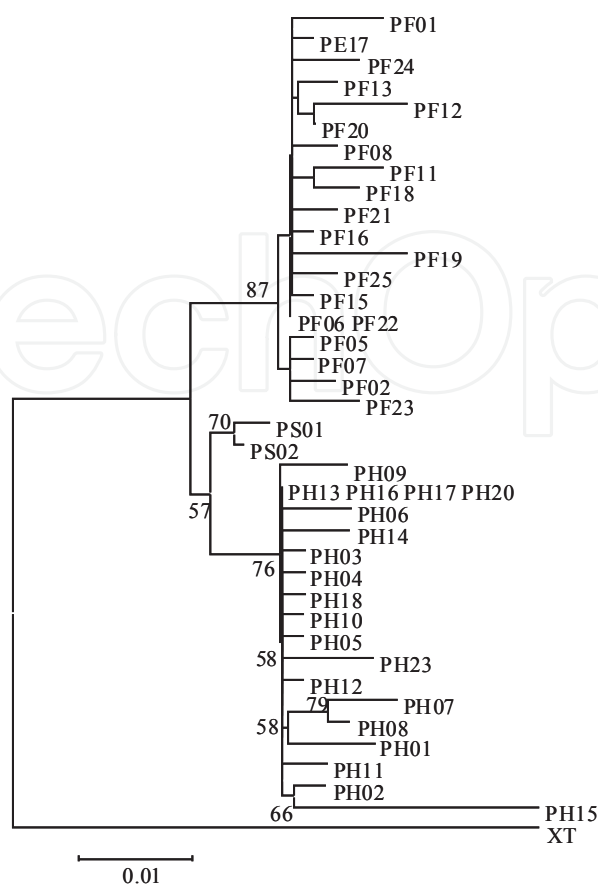 PF01
PE17
PF24
PF13
PF12
PF20
PF08
PF11
PF18
PF21
PF16
PF19
PF25
87
PF15
PF06 PF22
PF05
PF07
PF02
PF23
70
PS01
PS02
PH09
PH13 PH16 PH17 PH20
57
PH06
PH14
PH03
76
PH04
PH18
PH10
PH05
58
PH23
PH12
79
PH07
58
PH08
PH01
PH11
PH02
66
PH15
XT
0.01
echOp